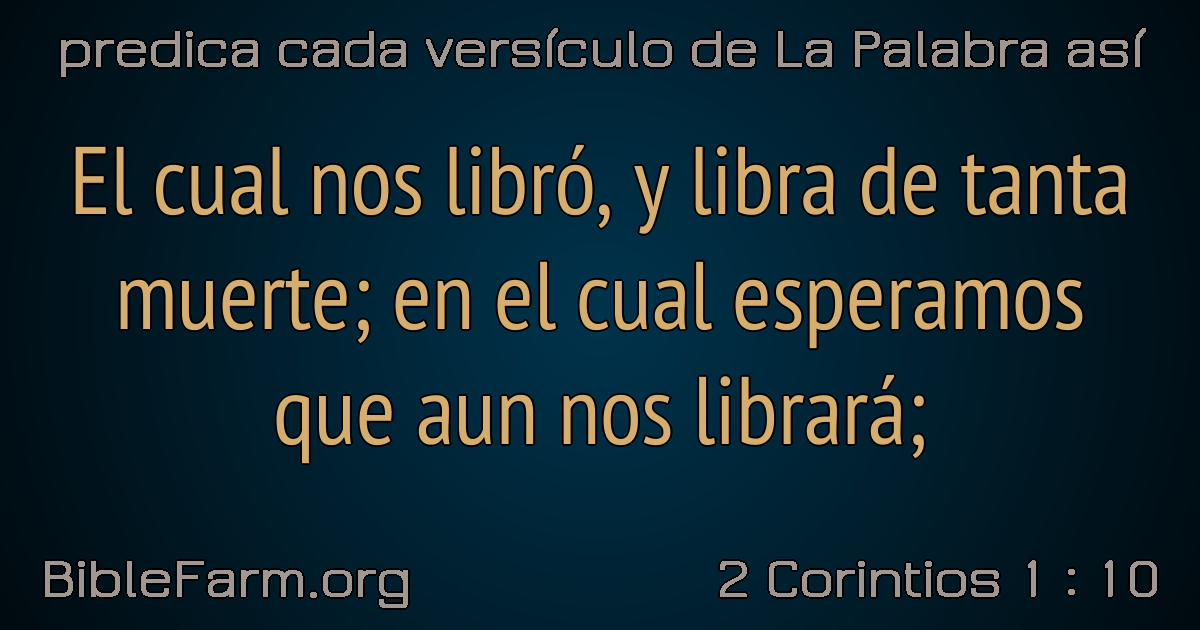 predica cada versículo de La Palabra así
El cual nos libró, y libra de tanta
muerte; en el cual esperamos
que aun nos librará;
BibleFarm.org
2 Corintios 1 : 10